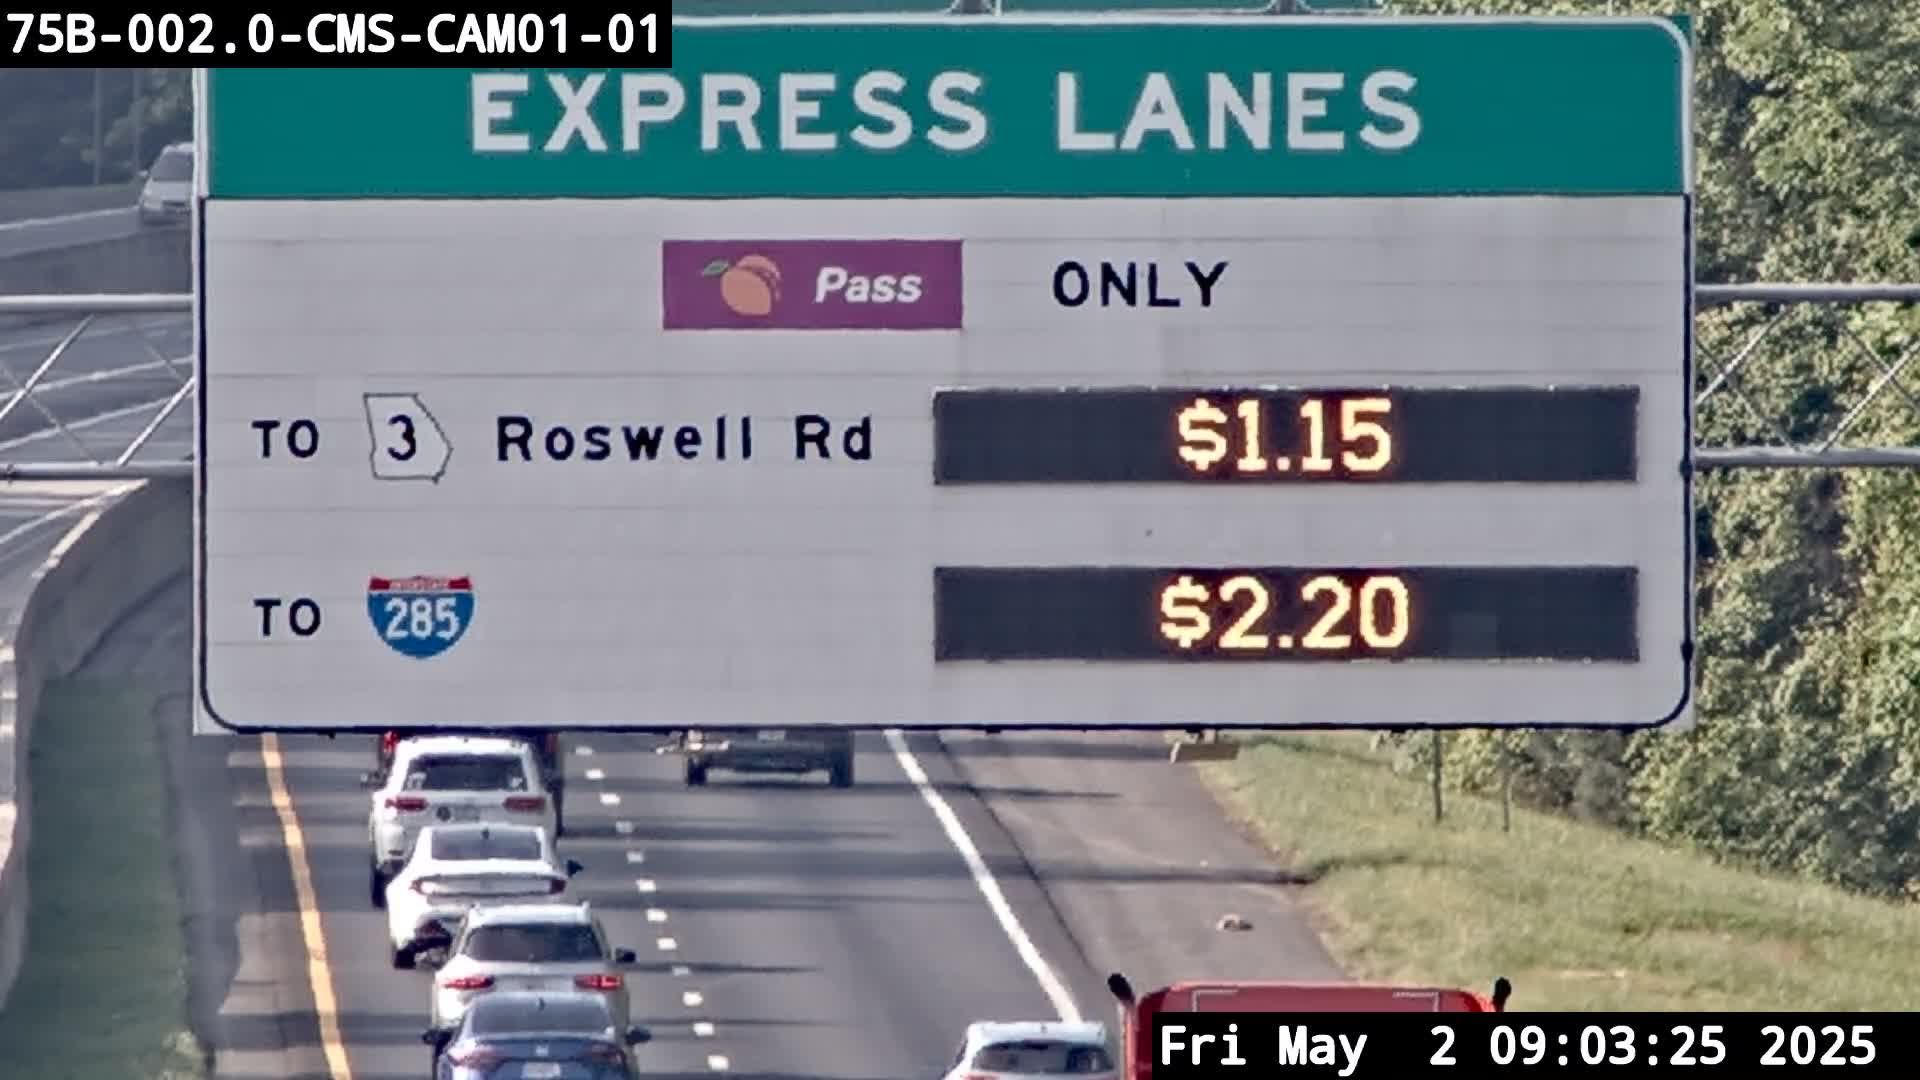 75B-002.0-CMS-CAM01-01
EXPRESS LANES
Pass ONLY
TO 3 Roswell Rd $1.15
TO 285 $2.20
Fri May 2 09:03:25 2025